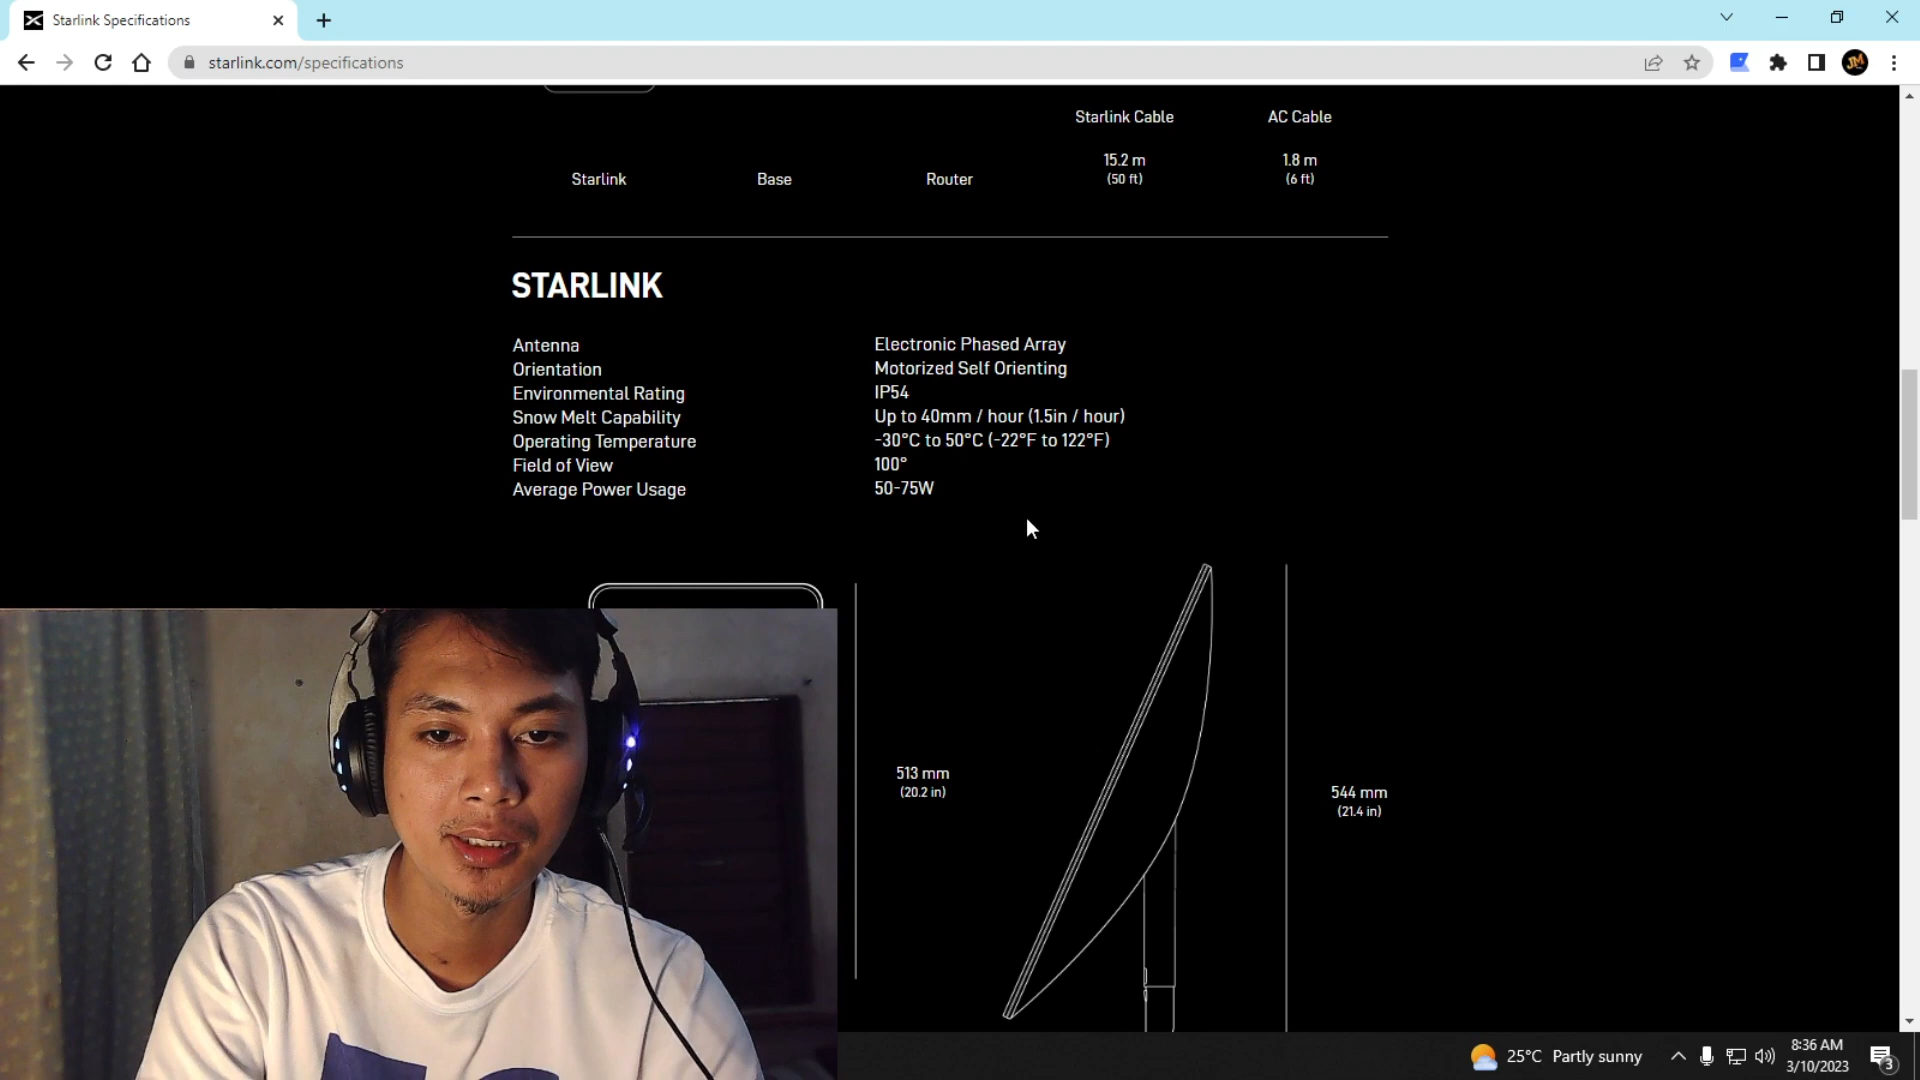 Starlink Specifications
starlink.com/specifications
JM
Starlink Cable
AC Cable
15.2 m
(50 ft)
1.8 m
(6 ft)
Starlink
Base
Router
STARLINK
Antenna Electronic Phased Array
Orientation Motorized Self Orienting
Environmental Rating IP54
Snow Melt Capability Up to 40mm / hour (1.5in / hour)
Operating Temperature -30°C to 50°C (-22°F to 122°F)
Field of View 100°
Average Power Usage 50-75W
513 mm
(20.2 in)
544 mm
(21.4 in)
25°C Partly sunny
8:36 AM
3/10/2023
3